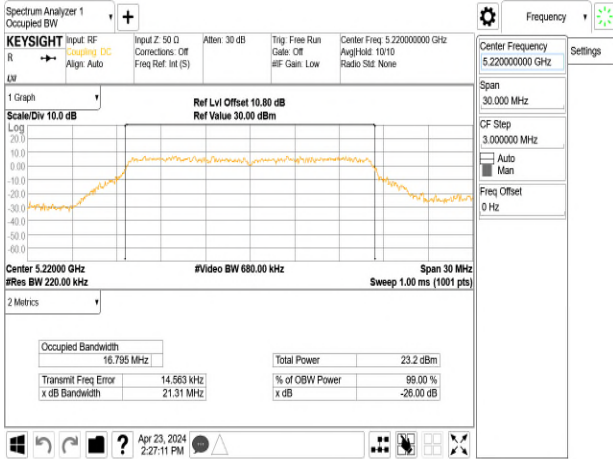 Spectrum Analyzer 1
Occupied BW
Frequency
KEYSIGHT
R
Input: RF
Coupling: DC
Align: Auto
Input Z: 50 Ω
Corrections: Off
Freq Ref: Int (S)
Atten: 30 dB
Trig: Free Run
Gate: Off
#IF Gain: Low
Center Freq: 5.220000000 GHz
Avg|Hold: 10/10
Radio Std: None
Center Frequency
5.220000000 GHz
Settings
Span
30.000 MHz
CF Step
3.000000 MHz
Auto
Man
Freq Offset
0 Hz
1 Graph
Scale/Div 10.0 dB
Ref Lvl Offset 10.80 dB
Ref Value 30.00 dBm
Log
20.0
10.0
0.00
-10.0
-20.0
-30.0
-40.0
-50.0
-60.0
Center 5.22000 GHz
#Res BW 220.00 kHz
#Video BW 680.00 kHz
Span 30 MHz
Sweep 1.00 ms (1001 pts)
2 Metrics
Occupied Bandwidth
16.795 MHz
Total Power 23.2 dBm
Transmit Freq Error 14.563 kHz
% of OBW Power 99.00 %
x dB Bandwidth 21.31 MHz
x dB -26.00 dB
?
Apr 23, 2024
2:27:11 PM